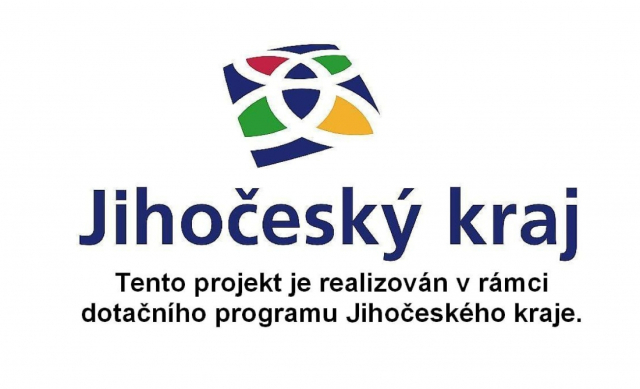 Jihočeský kraj
Tento projekt je realizován v rámci
dotačního programu Jihočeského kraje.